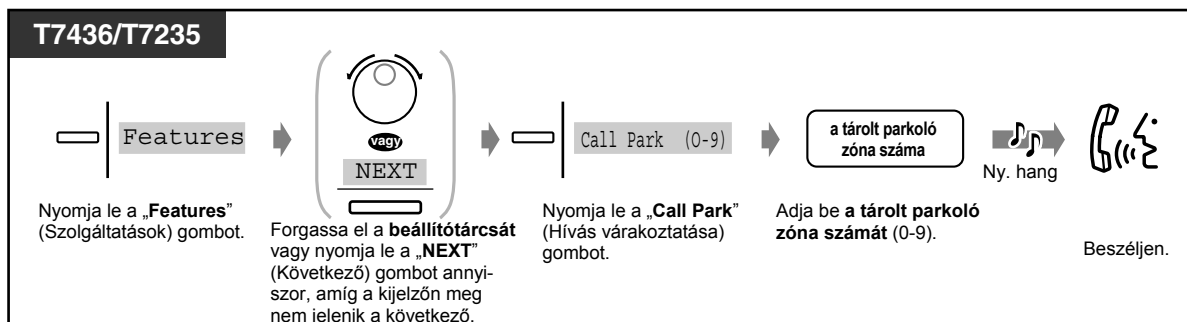 T7436/T7235
Features
vagy
NEXT
Call Park (0-9)
a tárolt parkoló
zóna száma
Ny. hang
Nyomja le a „Features”
(Szolgáltatások) gombot.
Forgassa el a beállítótárcsát
vagy nyomja le a „NEXT”
(Következő) gombot annyi-
szor, amíg a kijelzőn meg
nem jelenik a következő.
Nyomja le a „Call Park”
(Hívás várakoztatása)
gombot.
Adja be a tárolt parkoló
zóna számát (0-9).
Beszéljen.